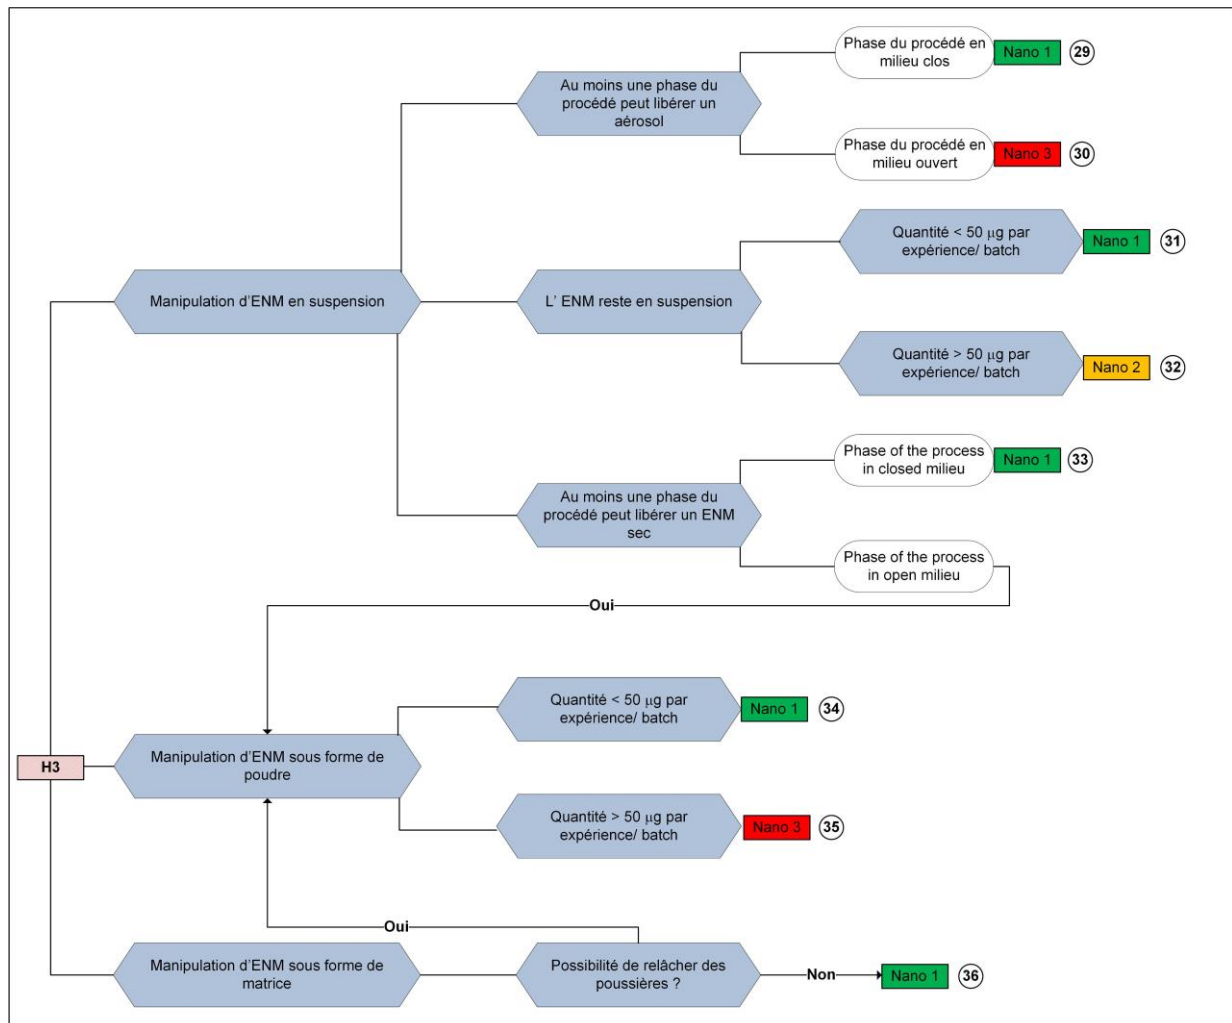 Phase du procédé en
milieu clos
Nano 1
29
Au moins une phase du
procédé peut libérer un
aérosol
Phase du procédé en
milieu ouvert
Nano 3
30
Quantité < 50 µg par
expérience/ batch
Nano 1
31
Manipulation d'ENM en suspension
L' ENM reste en suspension
Quantité > 50 µg par
expérience/ batch
Nano 2
32
Phase of the process
in closed milieu
Nano 1
33
Au moins une phase du
procédé peut libérer un ENM
sec
Phase of the process
in open milieu
Oui
Quantité < 50 µg par
expérience/ batch
Nano 1
34
H3
Manipulation d'ENM sous forme de
poudre
Quantité > 50 µg par
expérience/ batch
Nano 3
35
Oui
Manipulation d'ENM sous forme de
matrice
Possibilité de relâcher des
poussières ?
Non
Nano 1
36